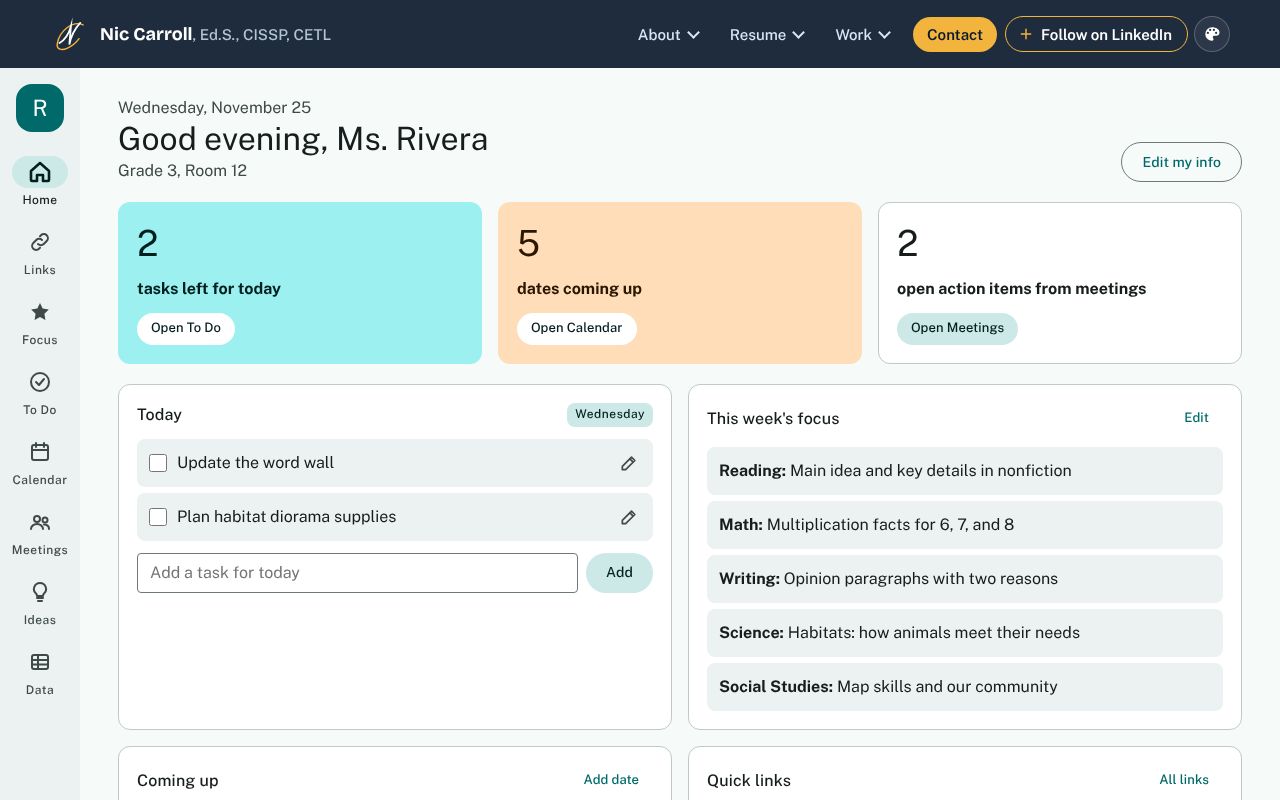 Nic Carroll, Ed.S., CISSP, CETL
About
Resume
Work
Contact
+ Follow on LinkedIn
R
Home
Links
Focus
To Do
Calendar
Meetings
Ideas
Data
Wednesday, November 25
Good evening, Ms. Rivera
Grade 3, Room 12
Edit my info
2
tasks left for today
Open To Do
5
dates coming up
Open Calendar
2
open action items from meetings
Open Meetings
Today
Wednesday
Update the word wall
Plan habitat diorama supplies
Add a task for today
Add
This week's focus
Edit
Reading: Main idea and key details in nonfiction
Math: Multiplication facts for 6, 7, and 8
Writing: Opinion paragraphs with two reasons
Science: Habitats: how animals meet their needs
Social Studies: Map skills and our community
Coming up
Add date
Quick links
All links